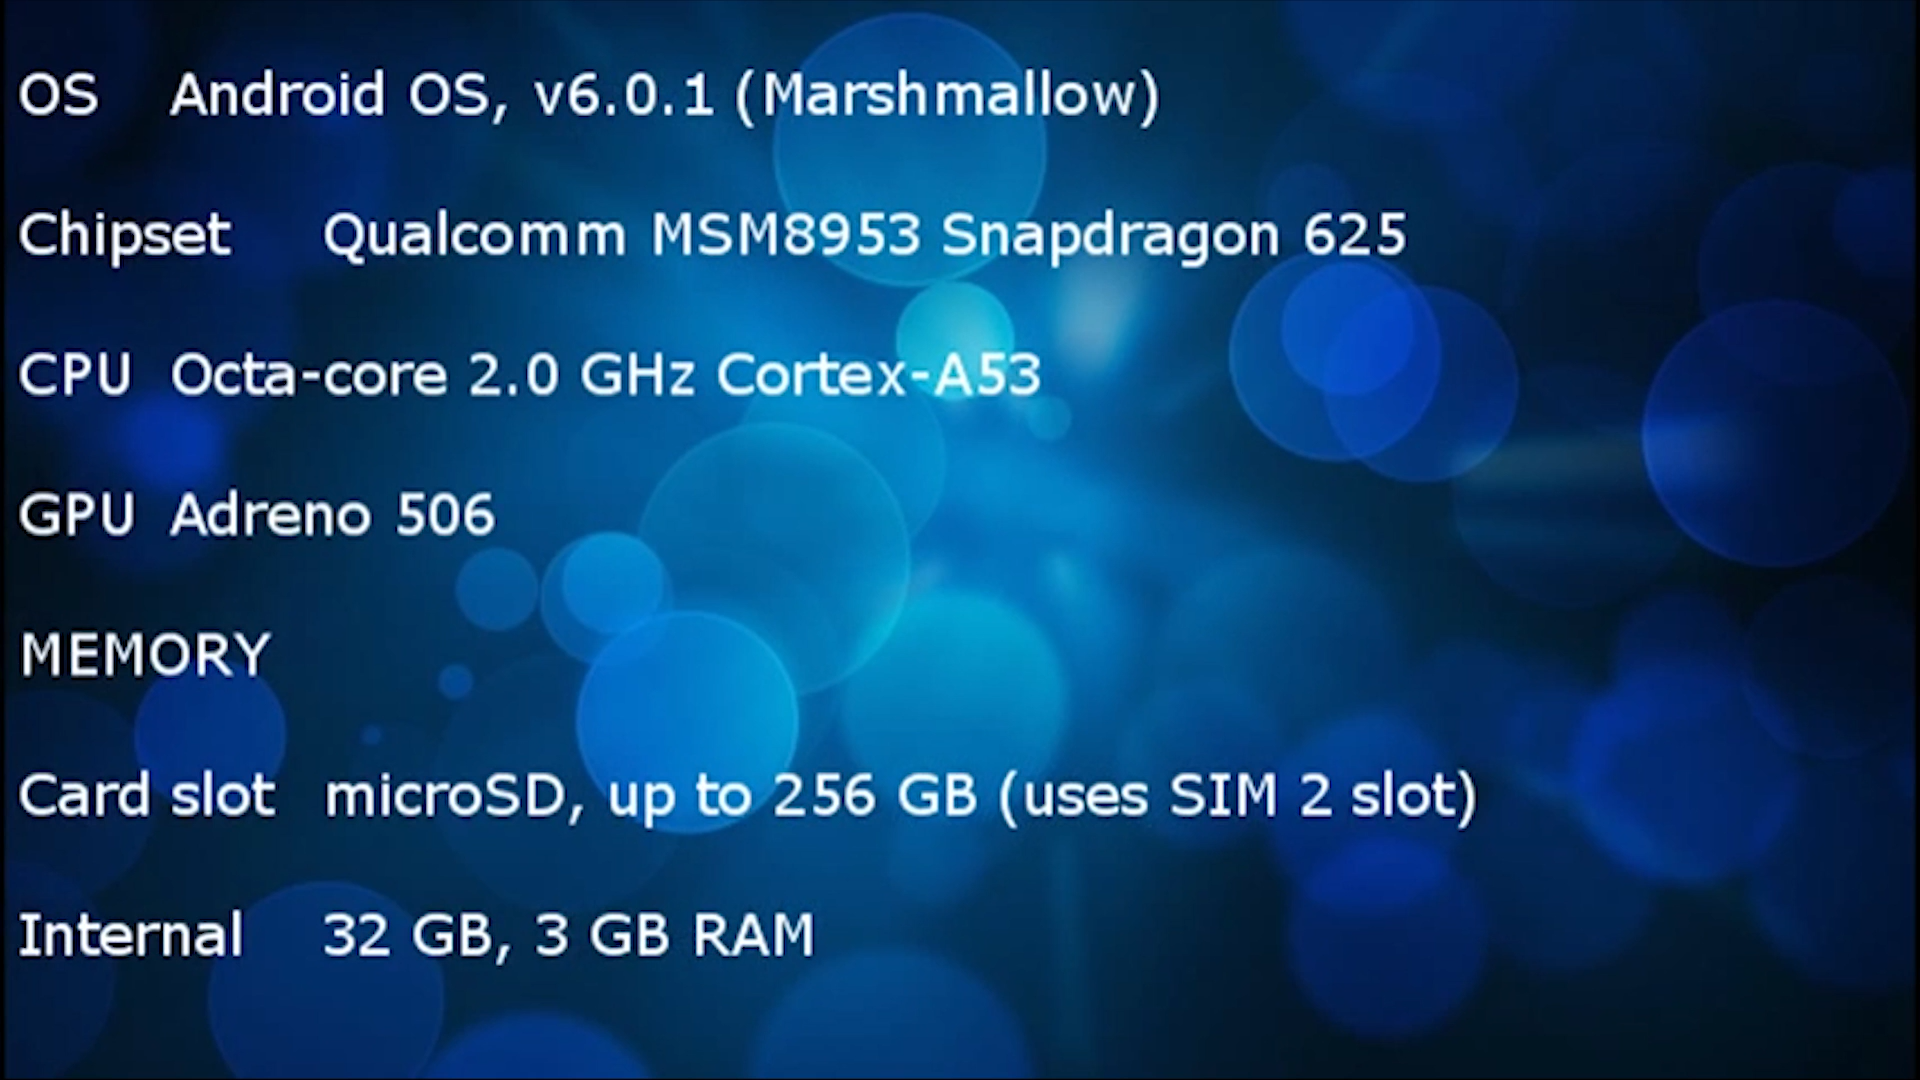 OS Android OS, v6.0.1 (Marshmallow)
Chipset Qualcomm MSM8953 Snapdragon 625
CPU Octa-core 2.0 GHz Cortex-A53
GPU Adreno 506
MEMORY
Card slot microSD, up to 256 GB (uses SIM 2 slot)
Internal 32 GB, 3 GB RAM